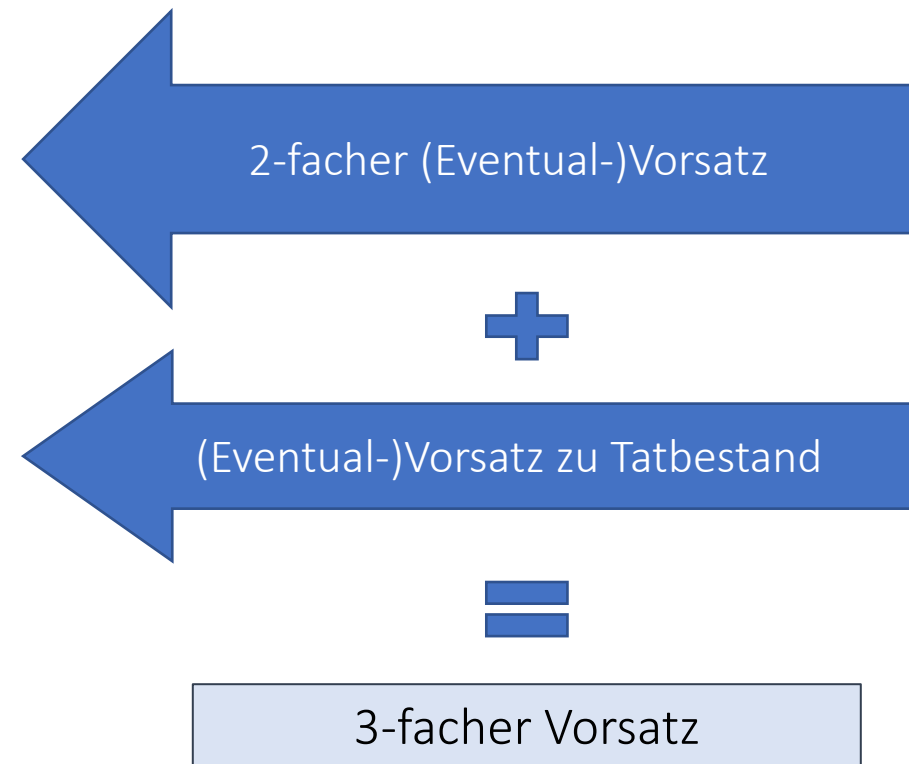 2-facher (Eventual-)Vorsatz
(Eventual-)Vorsatz zu Tatbestand
3-facher Vorsatz